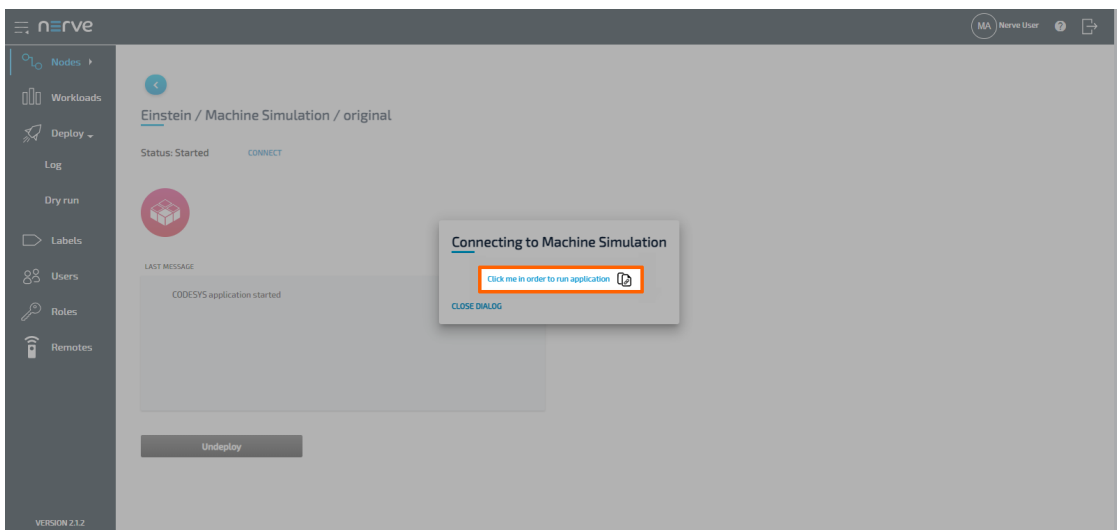 nerve
MA Nerve User
Nodes
Workloads
Deploy
Log
Dry run
Labels
Users
Roles
Remotes
VERSION 2.1.2
Einstein / Machine Simulation / original
Status: Started CONNECT
LAST MESSAGE
CODESYS application started
Undeploy
Connecting to Machine Simulation
Click me in order to run application
CLOSE DIALOG